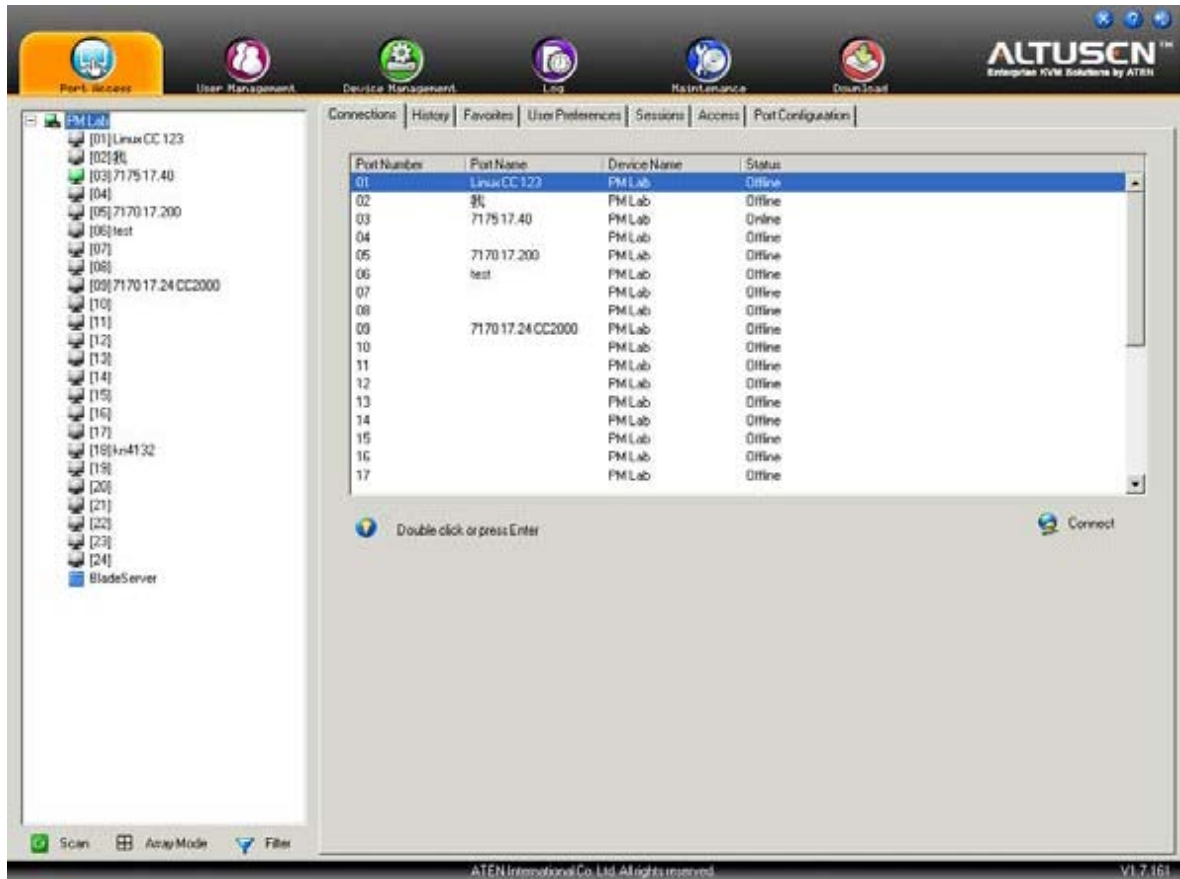 ALTUSEN™
Enterprise KVM Solutions by ATEN
Port Access
User Management
Device Management
Log
Maintenance
Download
PM Lab
[01]Linux CC 123
[02]我
[03]7175 17.40
[04]
[05]7170 17.200
[06]test
[07]
[08]
[09]7170 17.24 CC2000
[10]
[11]
[12]
[13]
[14]
[15]
[16]
[17]
[18]kn4132
[19]
[20]
[21]
[22]
[23]
[24]
BladeServer
Scan
Array Mode
Filter
Connections History Favorites User Preferences Sessions Access Port Configuration
Port Number Port Name Device Name Status
01 Linux CC 123 PM Lab Offline
02 我 PM Lab Offline
03 7175 17.40 PM Lab Online
04 PM Lab Offline
05 7170 17.200 PM Lab Offline
06 test PM Lab Offline
07 PM Lab Offline
08 PM Lab Offline
09 7170 17.24 CC2000 PM Lab Offline
10 PM Lab Offline
11 PM Lab Offline
12 PM Lab Offline
13 PM Lab Offline
14 PM Lab Offline
15 PM Lab Offline
16 PM Lab Offline
17 PM Lab Offline
Double click or press Enter
Connect
ATEN International Co. Ltd. All rights reserved.
V1.7.161